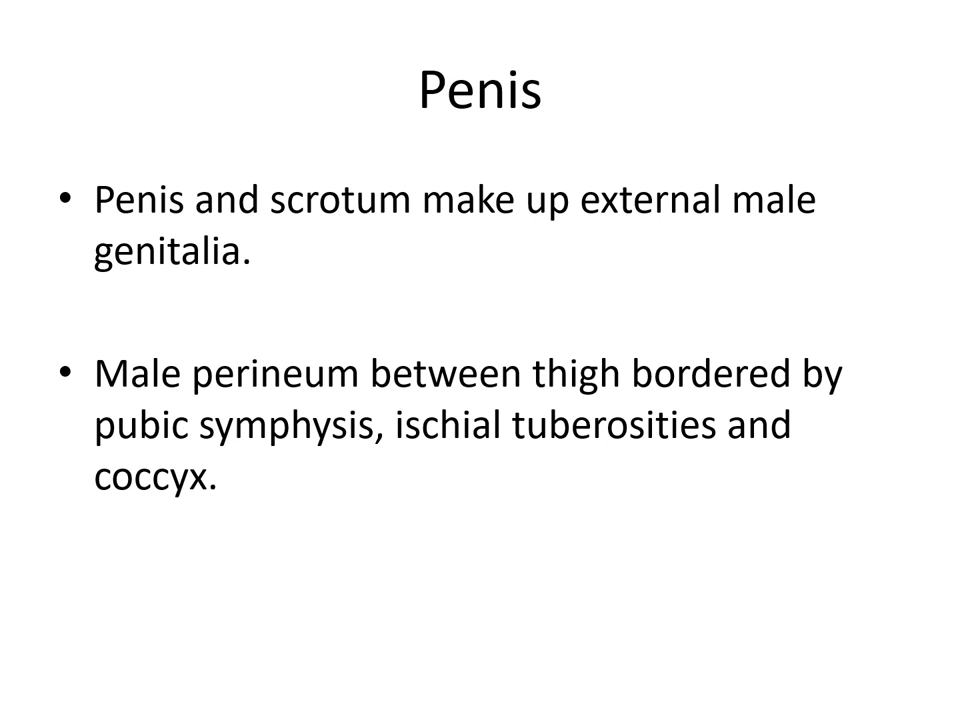 Penis
• Penis and scrotum make up external male
genitalia.
• Male perineum between thigh bordered by
pubic symphysis, ischial tuberosities and
coccyx.